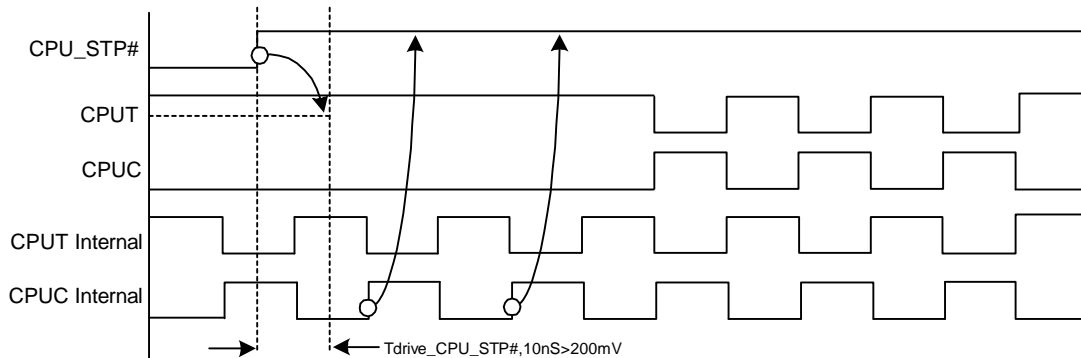 CPU_STP#
CPUT
CPUC
CPUT Internal
CPUC Internal
Tdrive_CPU_STP#,10nS>200mV